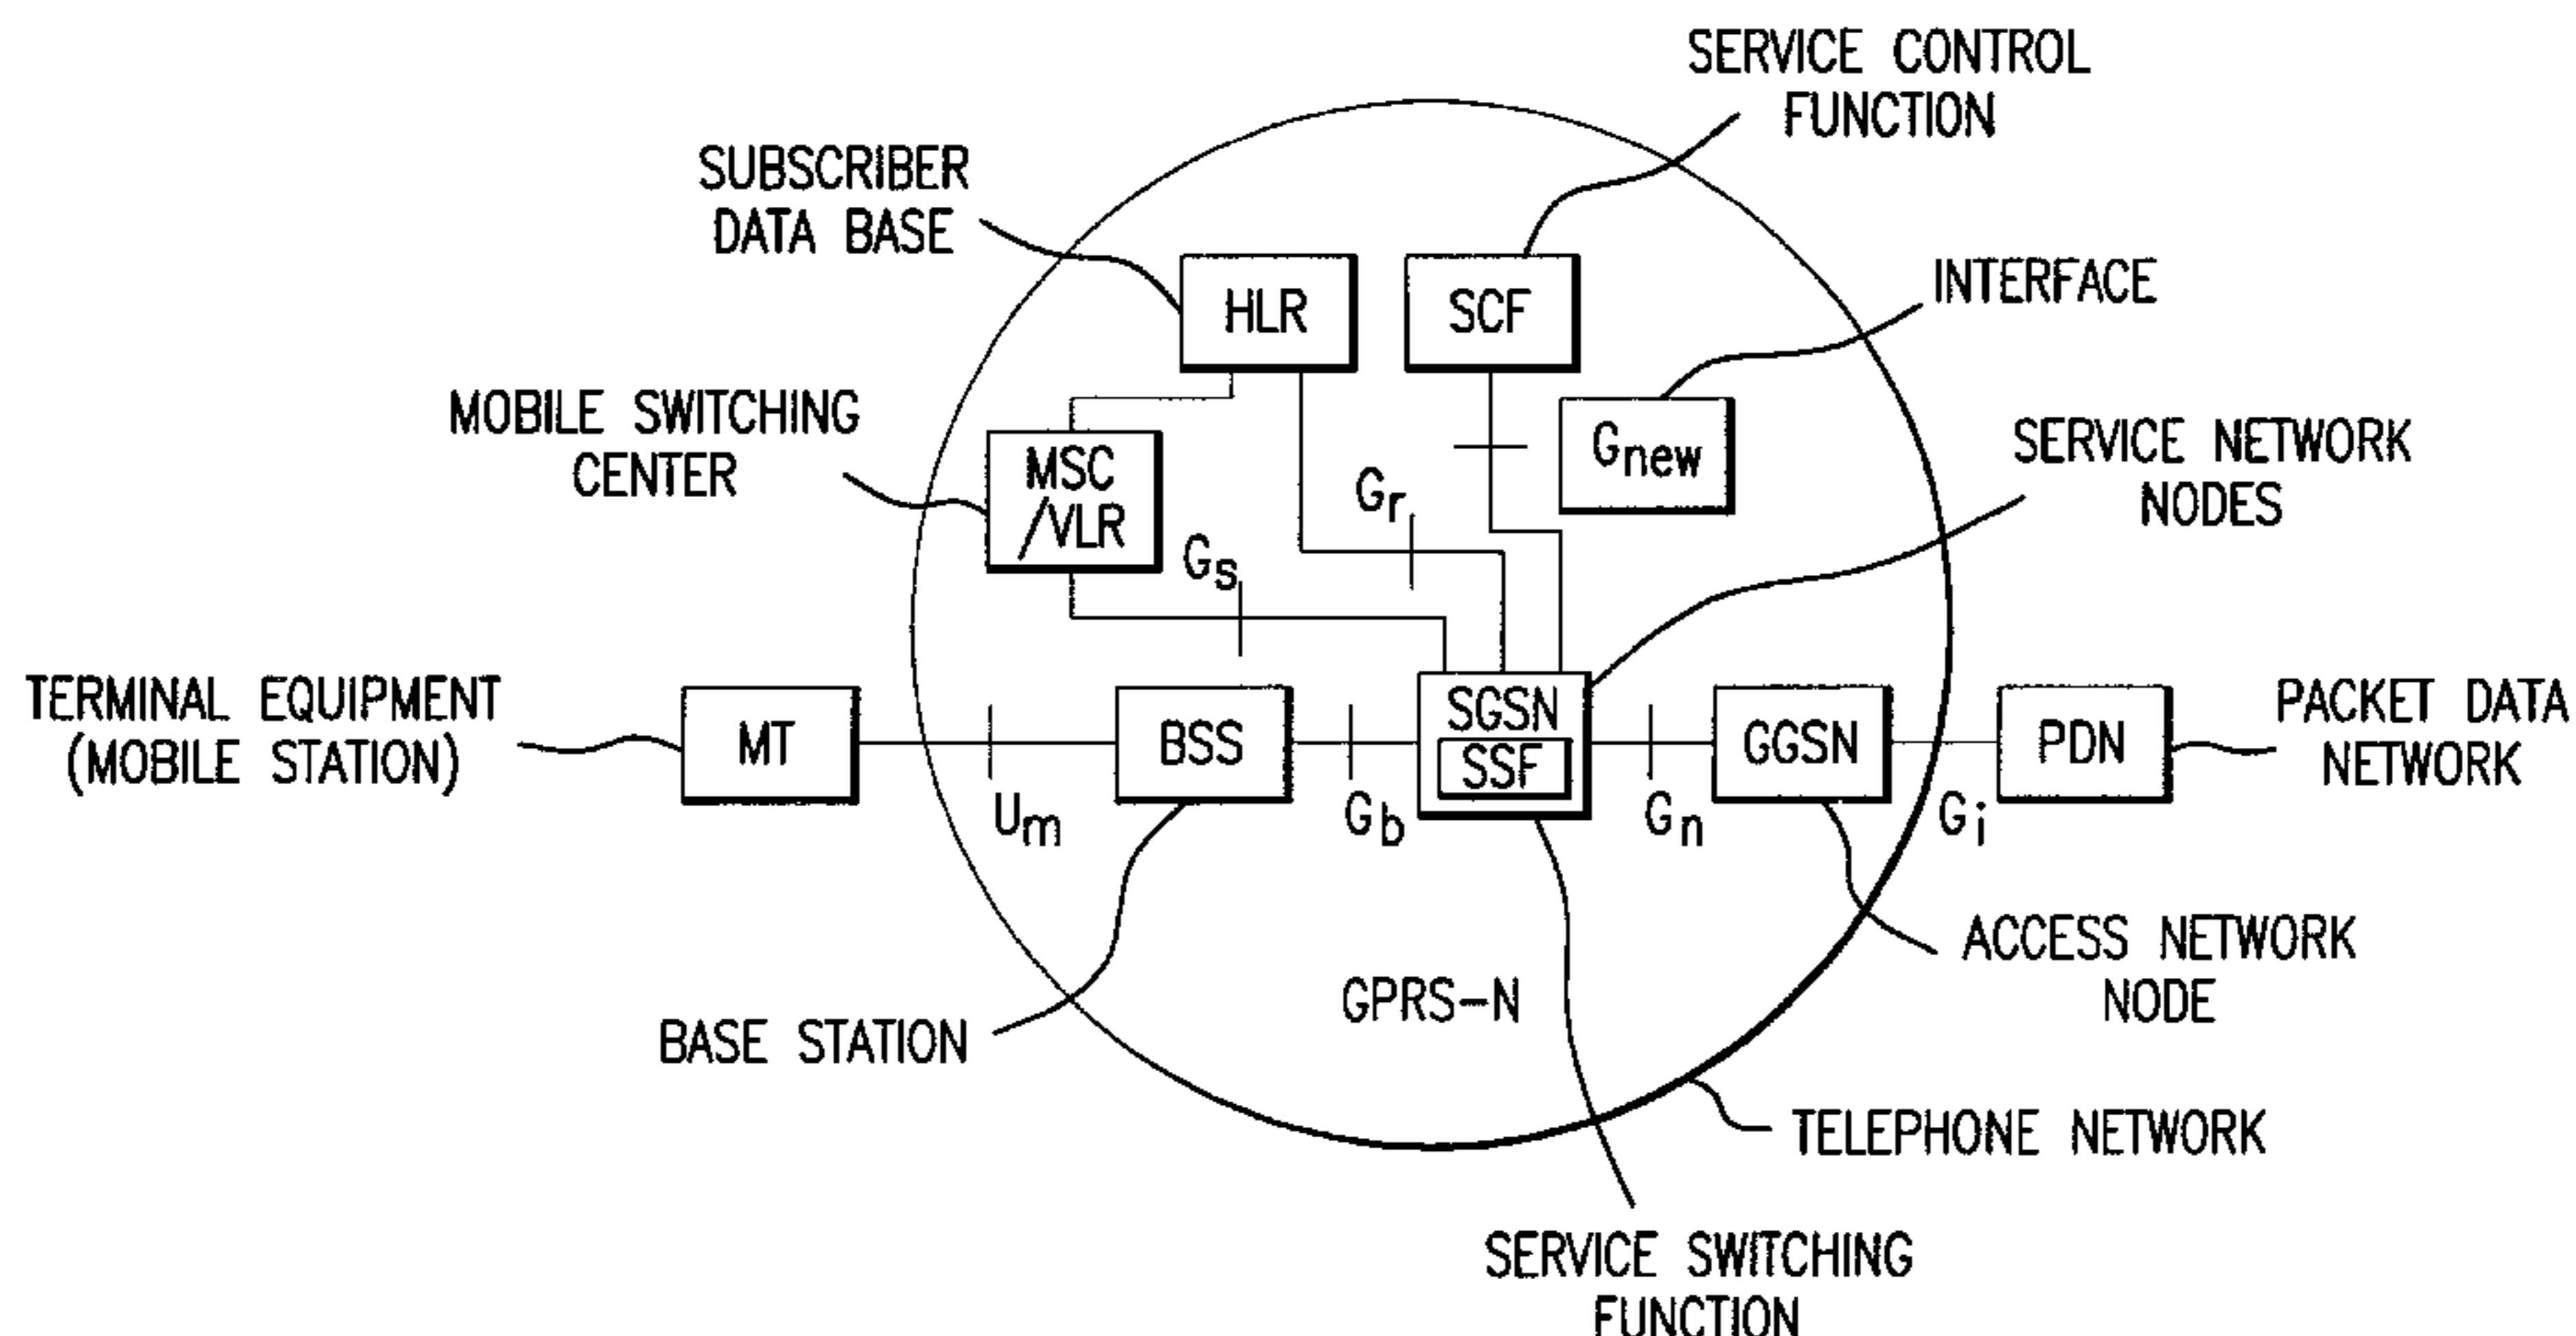 SERVICE CONTROL
FUNCTION
SUBSCRIBER
DATA BASE
INTERFACE
HLR
SCF
MOBILE SWITCHING
CENTER
Gnew
SERVICE NETWORK
NODES
MSC
/VLR
Gr
Gs
TERMINAL EQUIPMENT
(MOBILE STATION)
MT
BSS
SGSN
SSF
GGSN
PDN
PACKET DATA
NETWORK
Um
Gb
Gn
Gi
ACCESS NETWORK
NODE
GPRS-N
BASE STATION
TELEPHONE NETWORK
SERVICE SWITCHING
FUNCTION